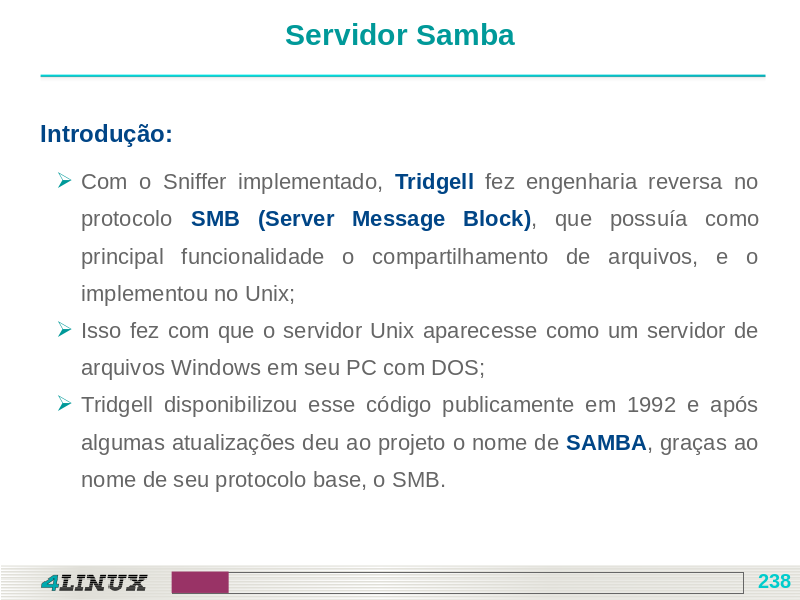 Servidor Samba
Introdução:
Com o Sniffer implementado, Tridgell fez engenharia reversa no
protocolo SMB (Server Message Block), que possuía como
principal funcionalidade o compartilhamento de arquivos, e o
implementou no Unix;
Isso fez com que o servidor Unix aparecesse como um servidor de
arquivos Windows em seu PC com DOS;
Tridgell disponibilizou esse código publicamente em 1992 e após
algumas atualizações deu ao projeto o nome de SAMBA, graças ao
nome de seu protocolo base, o SMB.
4LINUX
238